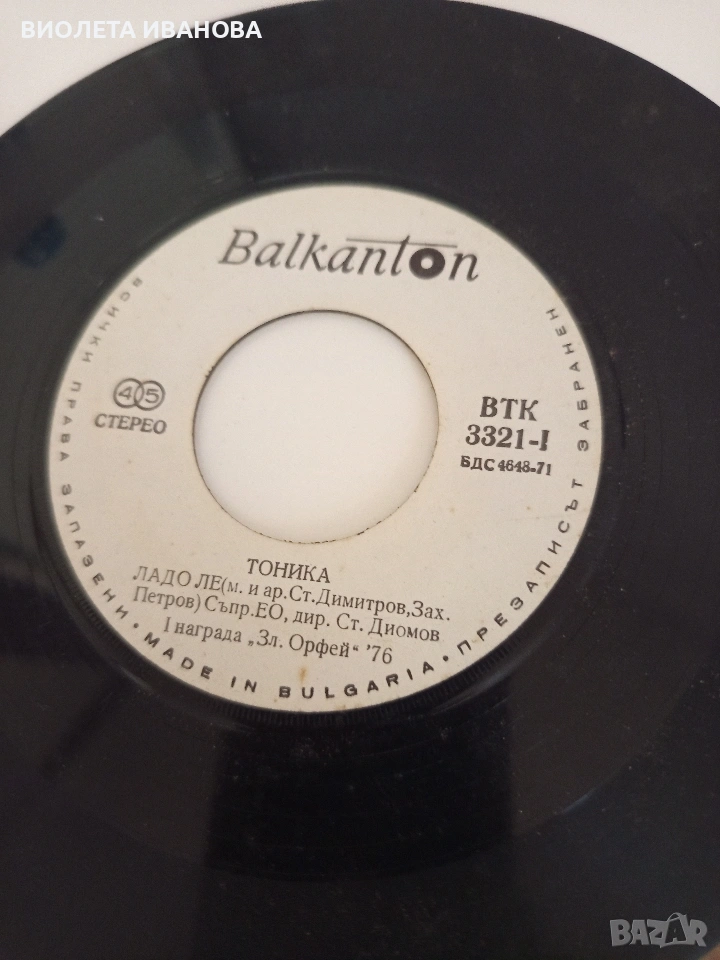 ВИОЛЕТА ИВАНОВА
Balkanton
45
СТЕРЕО
ВТК
3321-I
БДС 4648-71
ТОНИКА
ЛАДО ЛЕ(м. и ар.Ст.Димитров,Зах.
Петров) Съпр.ЕО, дир. Ст. Диомов
I награда „Зл. Орфей“ '76
ВСИЧКИ ПРАВА ЗАПАЗЕНИ • MADE IN BULGARIA • ПРЕЗАПИСЪТ ЗАБРАНЕН
BAZAR